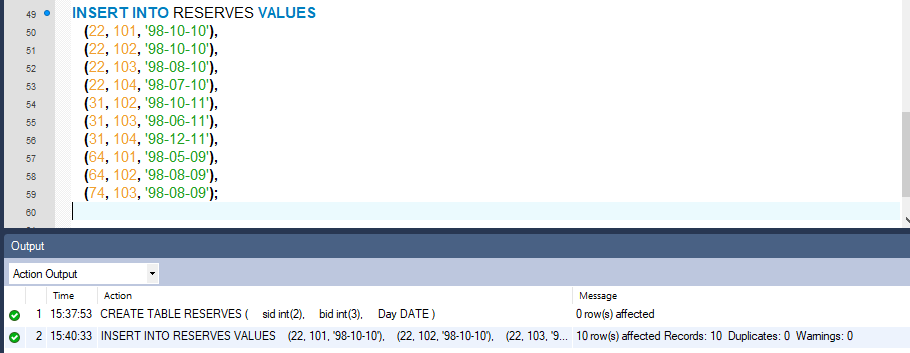 49 INSERT INTO RESERVES VALUES
50 (22, 101, '98-10-10'),
51 (22, 102, '98-10-10'),
52 (22, 103, '98-08-10'),
53 (22, 104, '98-07-10'),
54 (31, 102, '98-10-11'),
55 (31, 103, '98-06-11'),
56 (31, 104, '98-12-11'),
57 (64, 101, '98-05-09'),
58 (64, 102, '98-08-09'),
59 (74, 103, '98-08-09');
60
Output
Action Output
Time Action Message
1 15:37:53 CREATE TABLE RESERVES ( sid int(2), bid int(3), Day DATE ) 0 row(s) affected
2 15:40:33 INSERT INTO RESERVES VALUES (22, 101, '98-10-10'), (22, 102, '98-10-10'), (22, 103, '9... 10 row(s) affected Records: 10 Duplicates: 0 Warnings: 0